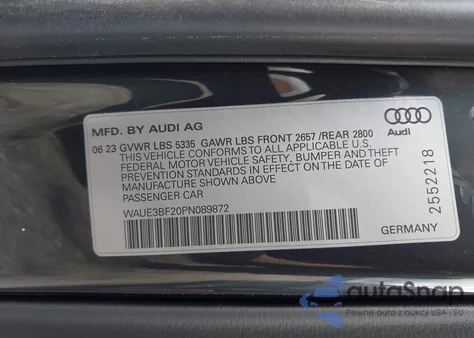 MFD. BY AUDI AG
06 23 GVWR LBS 5335 GAWR LBS FRONT 2657 /REAR 2800
THIS VEHICLE CONFORMS TO ALL APPLICABLE U.S.
FEDERAL MOTOR VEHICLE SAFETY, BUMPER AND THEFT
PREVENTION STANDARDS IN EFFECT ON THE DATE OF
MANUFACTURE SHOWN ABOVE.
PASSENGER CAR
WAUE3BF20PN089872
Audi
2552218
GERMANY
autoSnap
Pewne auto z aukcji USA i EU